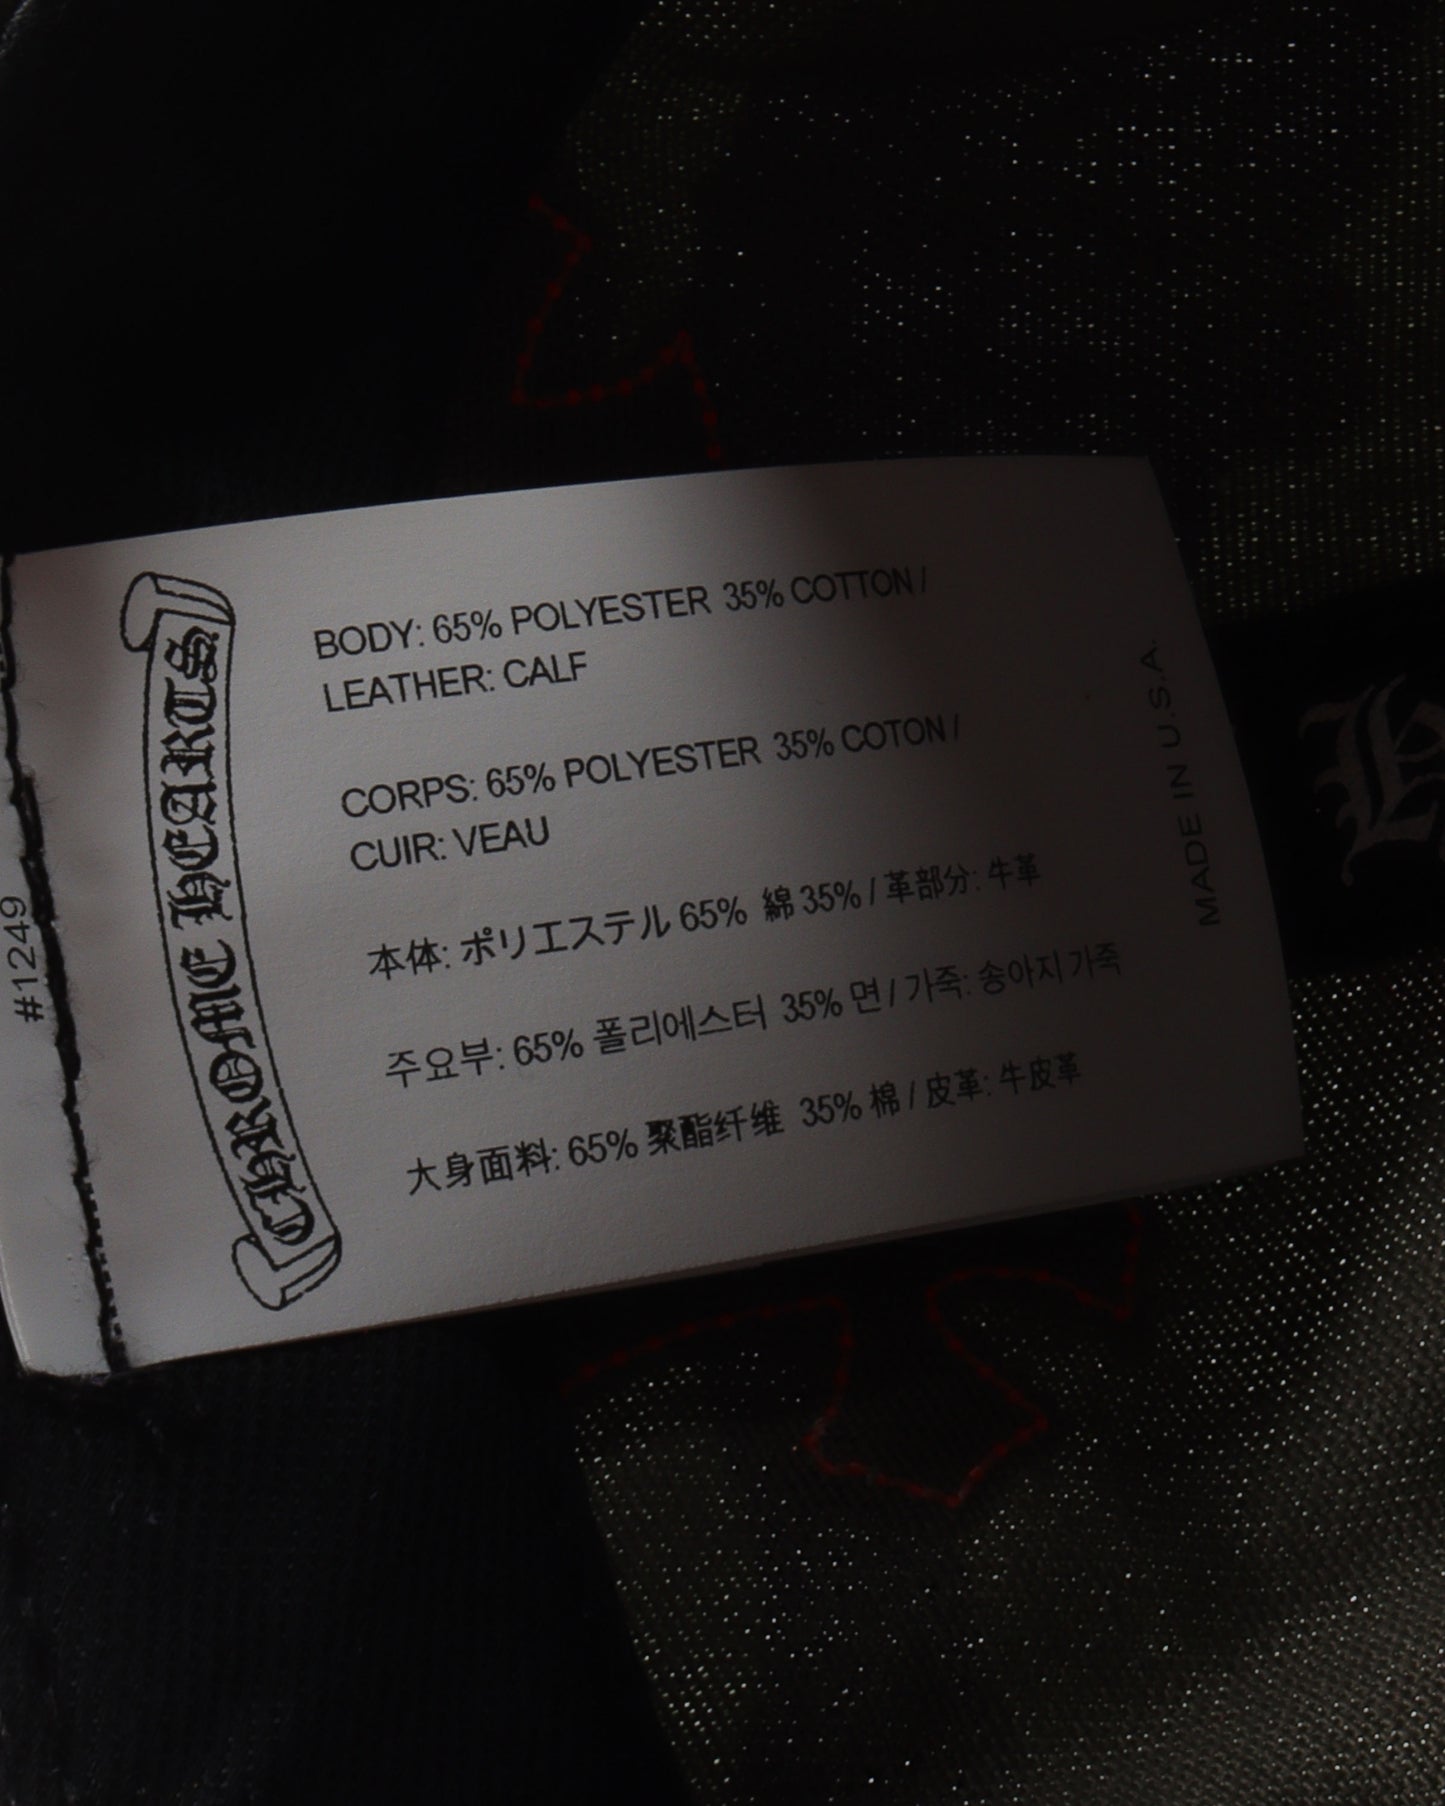 BODY: 65% POLYESTER 35% COTTON /
LEATHER: CALF
CORPS: 65% POLYESTER 35% COTON /
CUIR: VEAU
本体: ポリエステル 65% 綿 35% / 革部分: 牛革
주요부: 65% 폴리에스터 35% 면 / 가죽: 송아지 가죽
大身面料: 65% 聚酯纤维 35% 棉 / 皮革: 牛皮革
CHROME HEARTS
MADE IN U.S.A.
#1249